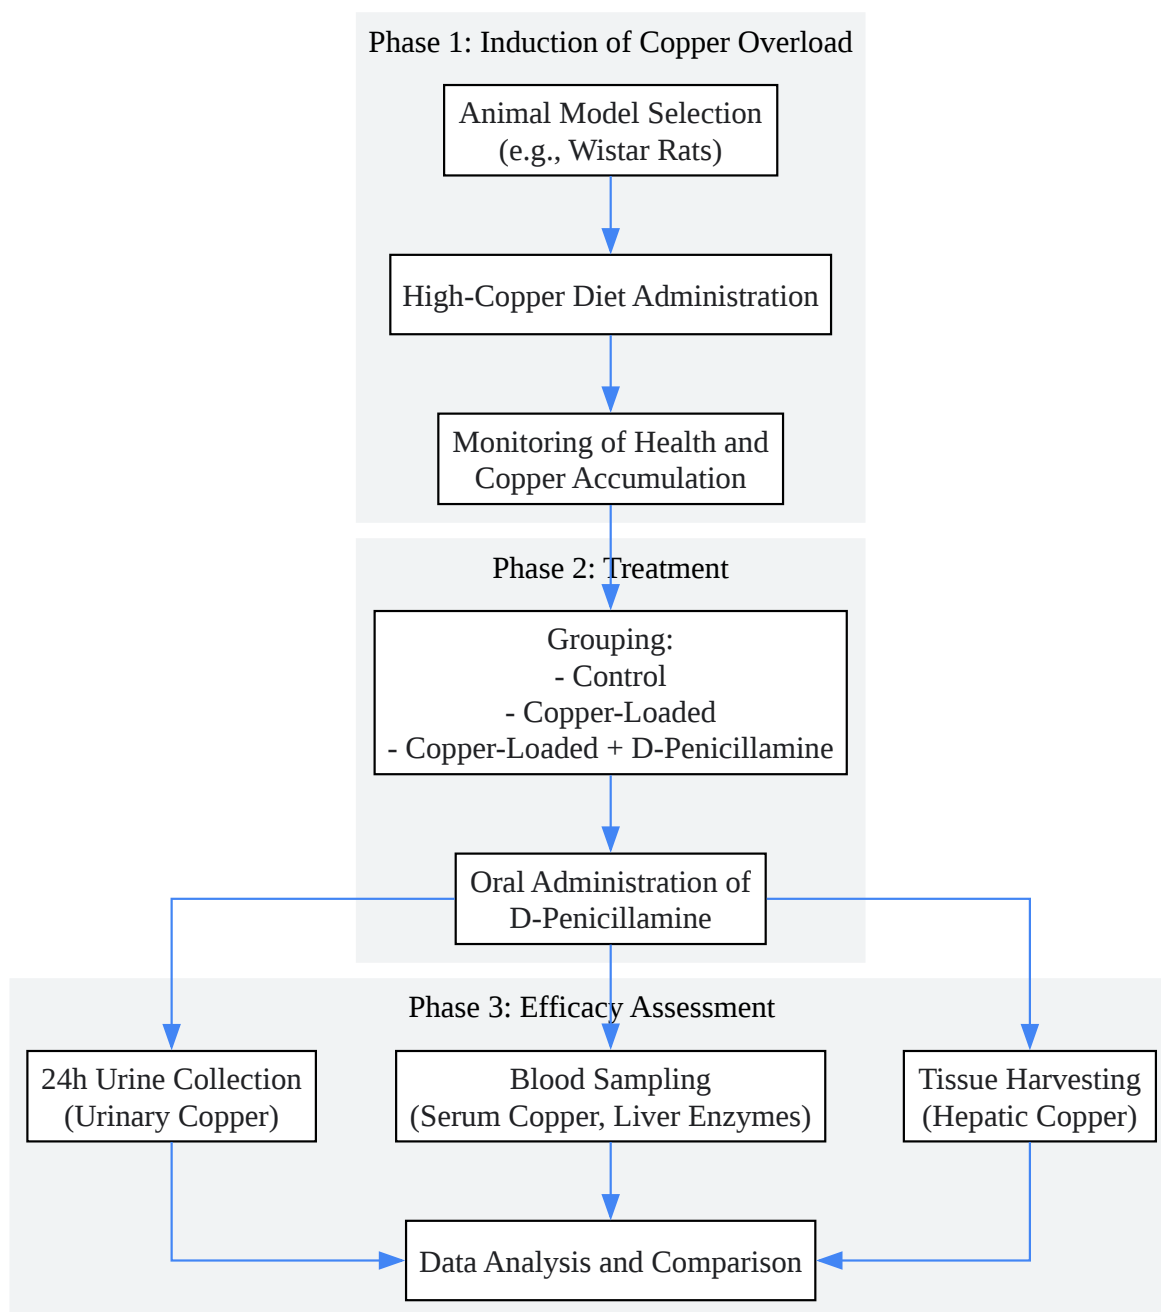 Phase 1: Induction of Copper Overload
Animal Model Selection
(e.g., Wistar Rats)
High-Copper Diet Administration
Monitoring of Health and
Copper Accumulation
Phase 2: Treatment
Grouping:
- Control
- Copper-Loaded
- Copper-Loaded + D-Penicillamine
Oral Administration of
D-Penicillamine
Phase 3: Efficacy Assessment
24h Urine Collection
(Urinary Copper)
Blood Sampling
(Serum Copper, Liver Enzymes)
Tissue Harvesting
(Hepatic Copper)
Data Analysis and Comparison